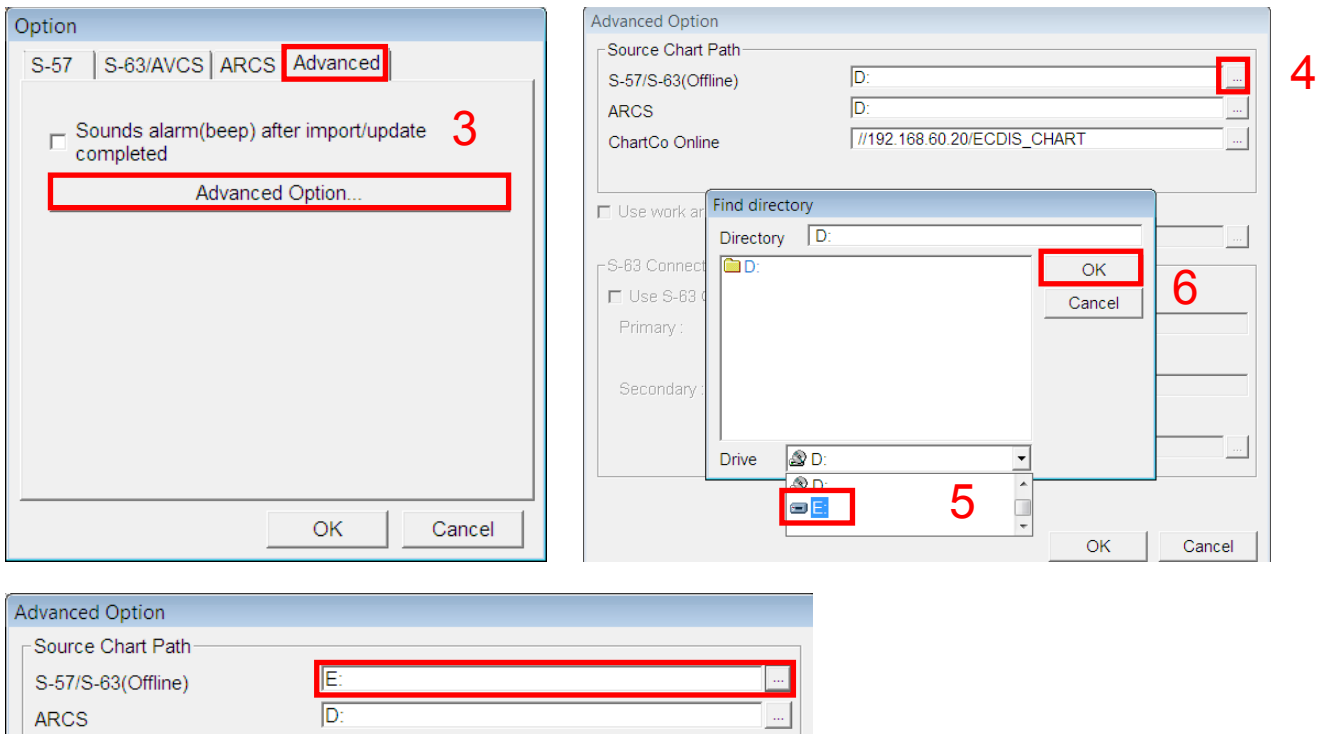 Option
S-57 S-63/AVCS ARCS Advanced
Sounds alarm(beep) after import/update
completed
3
Advanced Option...
OK Cancel
Advanced Option
Source Chart Path
S-57/S-63(Offline) D: ...
4
ARCS D: ...
ChartCo Online //192.168.60.20/ECDIS_CHART ...
Use work ar
...
S-63 Connect
Use S-63
Primary :
Secondary :
...
Find directory
Directory D:
D:
OK
Cancel
6
Drive D:
D:
E:
5
OK Cancel
Advanced Option
Source Chart Path
S-57/S-63(Offline) E: ...
ARCS D: ...